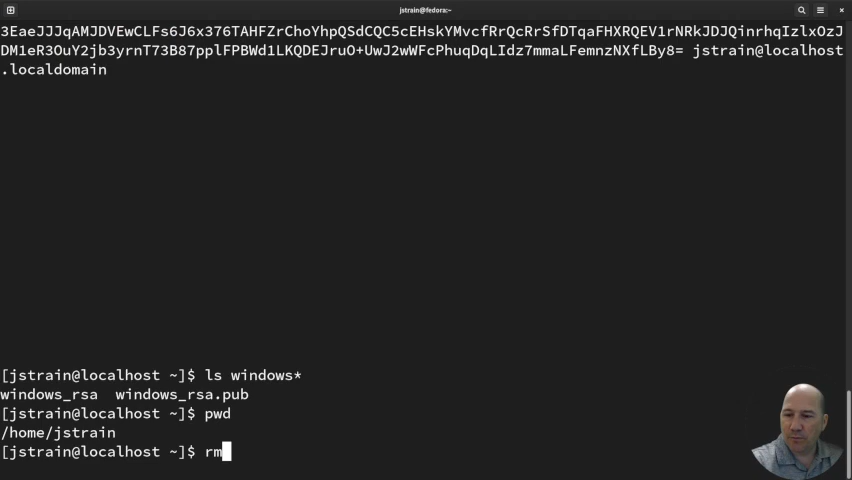 jstrain@fedora:~
3EaeJJJqAMJDVEwCLFs6J6x376TAHFZrChoYhpQSdCQC5cEHskYMvcfRrQcRrSfDTqaFHXRQEV1rNRkJDJQinrhqIzlxOzJ
DM1eR3OuY2jb3yrnT73B87pplFPBWd1LKQDEJruO+UwJ2wWFcPhuqDqLIdz7mmaLFemnzNXfLBy8= jstrain@localhost
.localdomain
[jstrain@localhost ~]$ ls windows*
windows_rsa  windows_rsa.pub
[jstrain@localhost ~]$ pwd
/home/jstrain
[jstrain@localhost ~]$ rm